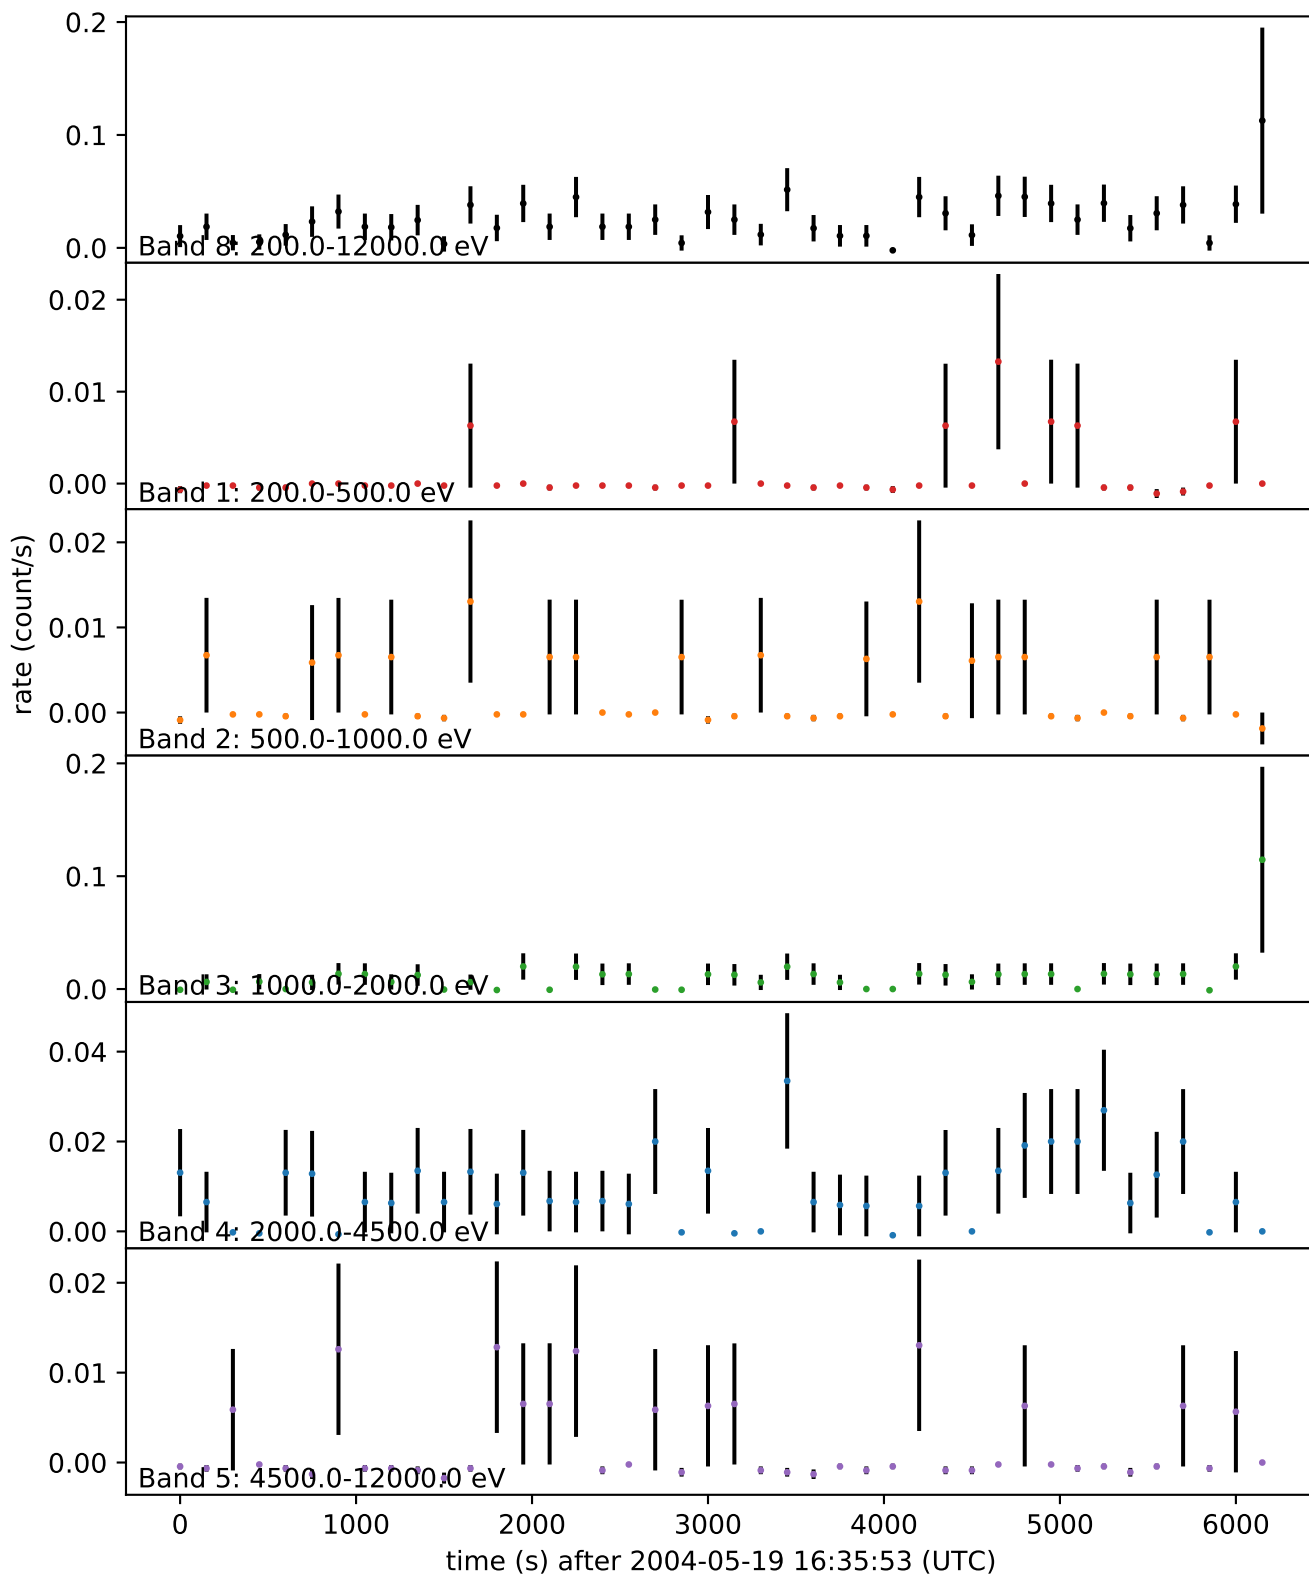 0.2
0.1
0.0
Band 8: 200.0-12000.0 eV
0.02
0.01
0.00
Band 1: 200.0-500.0 eV
rate (count/s)
0.02
0.01
0.00
Band 2: 500.0-1000.0 eV
0.2
0.1
0.0
Band 3: 1000.0-2000.0 eV
0.04
0.02
0.00
Band 4: 2000.0-4500.0 eV
0.02
0.01
0.00
Band 5: 4500.0-12000.0 eV
0 1000 2000 3000 4000 5000 6000
time (s) after 2004-05-19 16:35:53 (UTC)